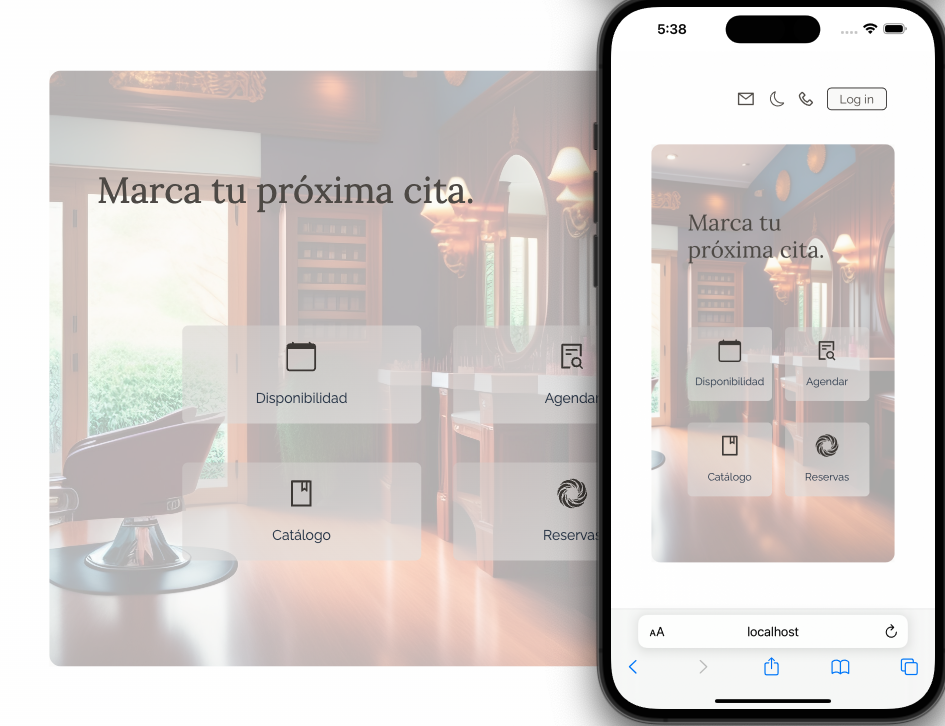 Marca tu próxima cita.
Disponibilidad
Agendar
Catálogo
Reservas
5:38
Log in
Marca tu
próxima cita.
Disponibilidad
Agendar
Catálogo
Reservas
AA
localhost